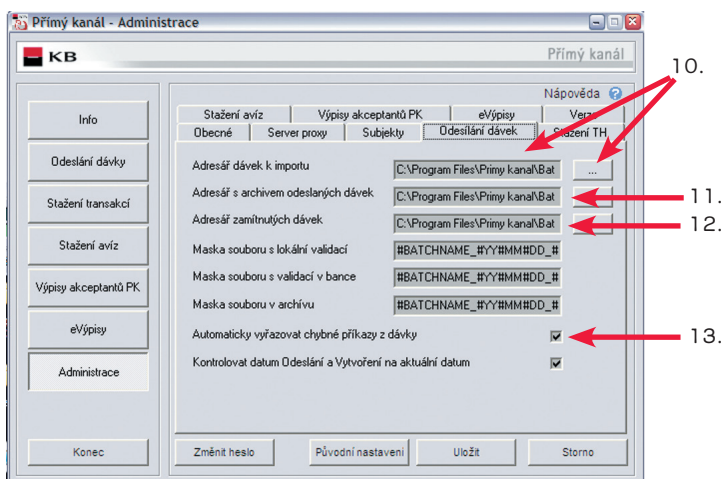 Přímý kanál - Administrace
KB
Přímý kanál
10.
Nápověda ?
Info
Odeslání dávky
Stažení transakcí
Stažení avíz
Výpisy akceptantů PK
eVýpisy
Administrace
Konec
Stažení avíz Výpisy akceptantů PK eVýpisy Verze
Obecné Server proxy Subjekty Odesílání dávek Stažení TH
Adresář dávek k importu C:\Program Files\Primy kanal\Bat ...
Adresář s archivem odeslaných dávek C:\Program Files\Primy kanal\Bat 11.
Adresář zamítnutých dávek C:\Program Files\Primy kanal\Bat 12.
Maska souboru s lokální validací #BATCHNAME_#YY#MM#DD_#
Maska souboru s validací v bance #BATCHNAME_#YY#MM#DD_#
Maska souboru v archívu #BATCHNAME_#YY#MM#DD_#
Automaticky vyřazovat chybné příkazy z dávky 13.
Kontrolovat datum Odeslání a Vytvoření na aktuální datum
Změnit heslo Původní nastavení Uložit Storno